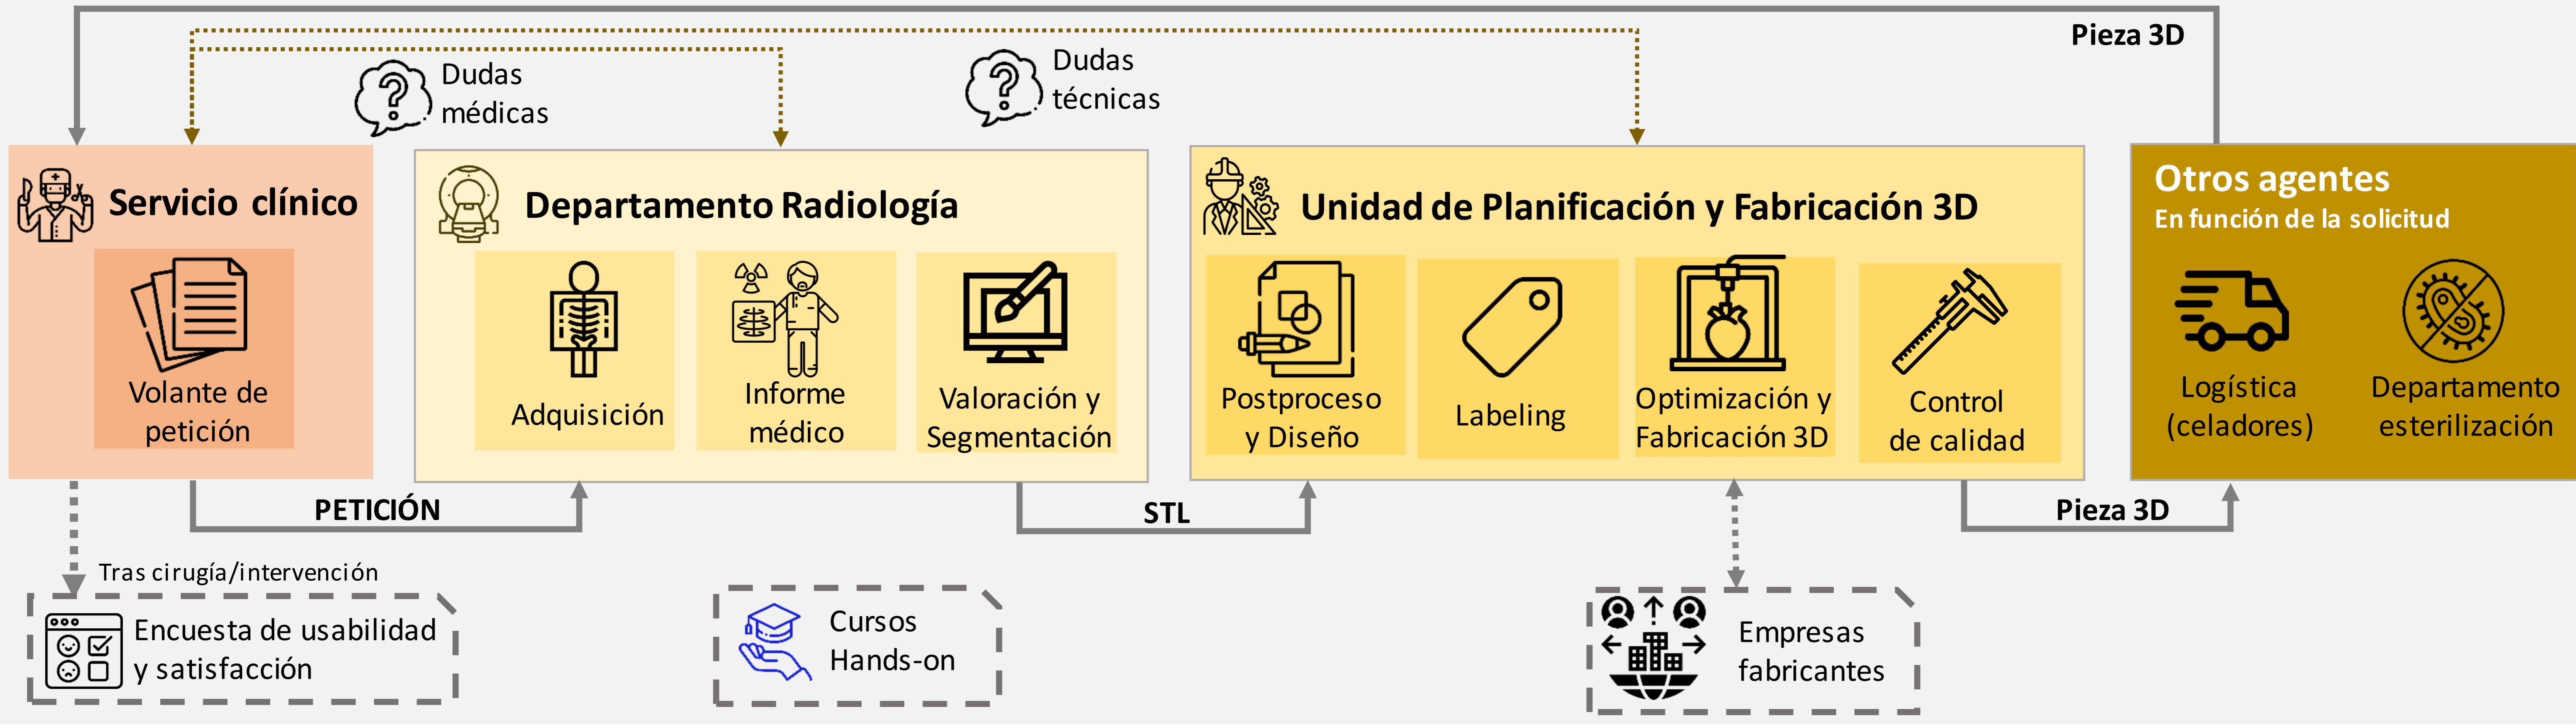 Pieza 3D
Dudas
médicas
Dudas
técnicas
Servicio clínico
Volante de
petición
Departamento Radiología
Adquisición
Informe
médico
Valoración y
Segmentación
Unidad de Planificación y Fabricación 3D
Postproceso
y Diseño
Labeling
Optimización y
Fabricación 3D
Control
de calidad
Otros agentes
En función de la solicitud
Logística
(celadores)
Departamento
esterilización
PETICIÓN
STL
Pieza 3D
Tras cirugía/intervención
Encuesta de usabilidad
y satisfacción
Cursos
Hands-on
Empresas
fabricantes